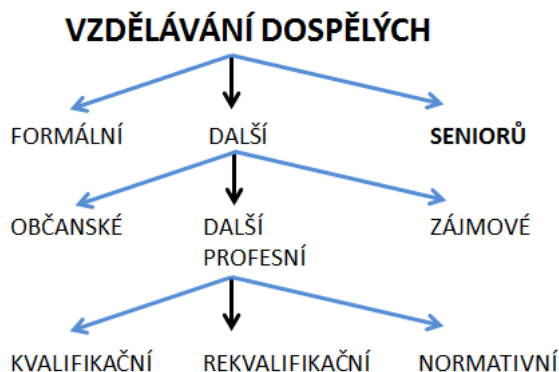 VZDĚLÁVÁNÍ DOSPĚLÝCH
FORMÁLNÍ DALŠÍ SENIORŮ
OBČANSKÉ DALŠÍ PROFESNÍ ZÁJMOVÉ
KVALIFIKAČNÍ REKVALIFIKAČNÍ NORMATIVNÍ